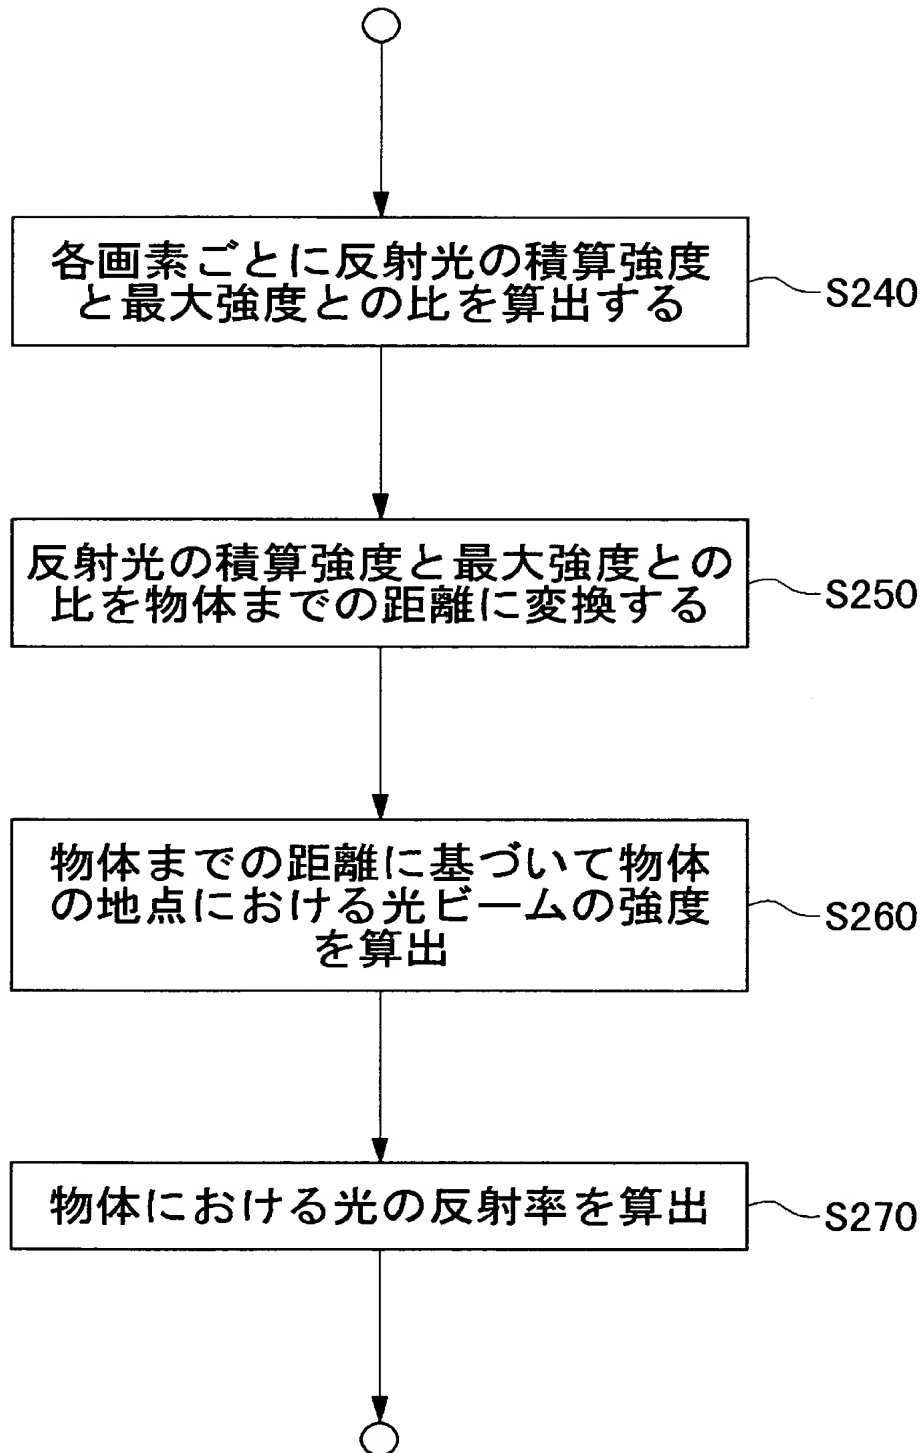 各画素ごとに反射光の積算強度
と最大強度との比を算出する
S240
反射光の積算強度と最大強度との
比を物体までの距離に変換する
S250
物体までの距離に基づいて物体
の地点における光ビームの強度
を算出
S260
物体における光の反射率を算出
S270